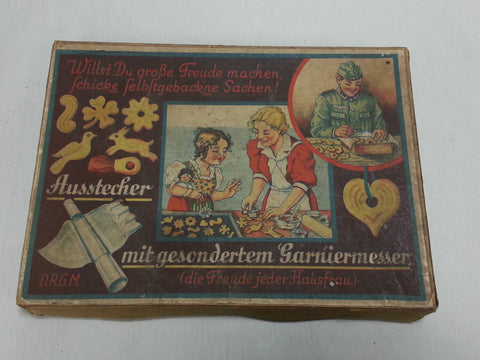 Willst Du große Freude machen,
schicke selbstgebackne Sachen!
Ausstecher
mit gesondertem Garniermesser
D.R.G.M.
(die Freude jeder Hausfrau)